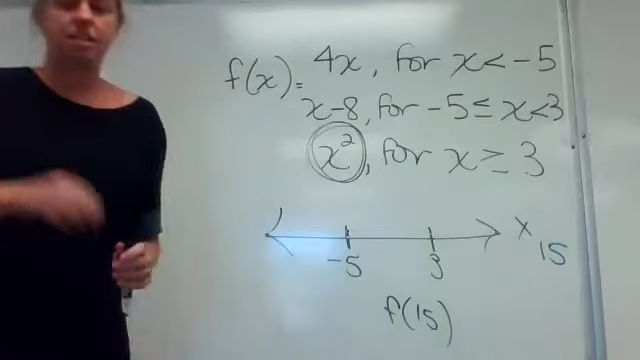 f(x)= 4x, for x<-5
x-8, for -5≤x<3
x², for x≥3
x
15
-5 3
f(15)